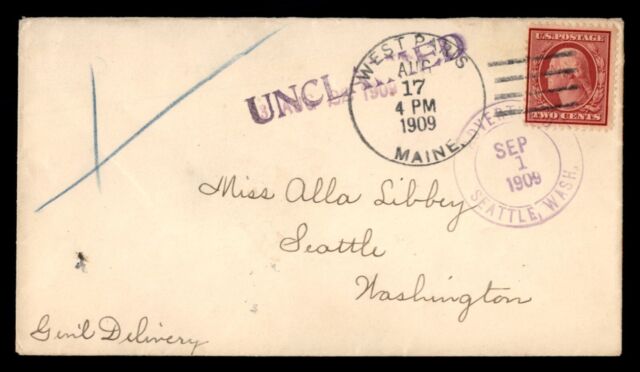 UNCLAIMED
1909
WEST PARIS
AUG
17
4 PM
1909
MAINE.
U.S. POSTAGE
TWO CENTS
SEP
1
1909
SEATTLE, WASH.
Miss Alla Libbey
Seattle
Washington
Gen'l Delivery